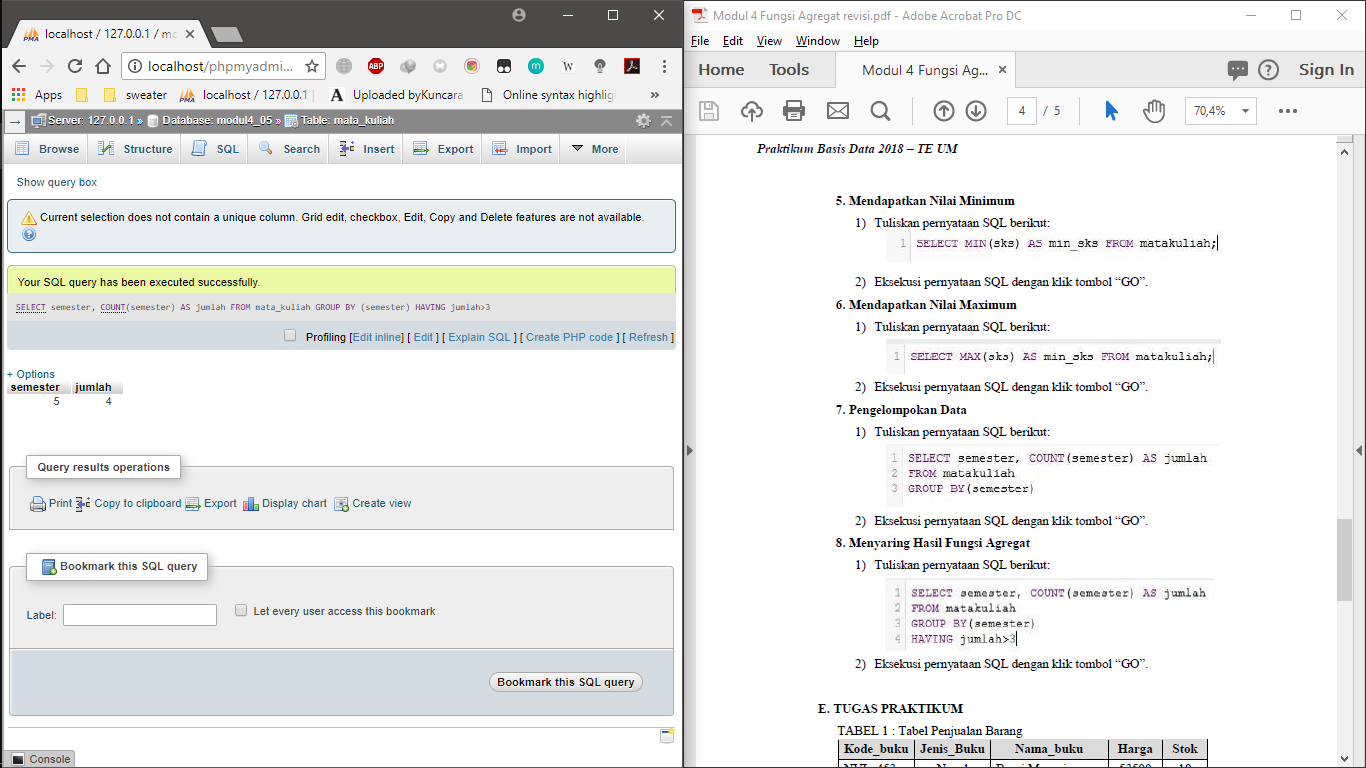 localhost / 127.0.0.1 / mc
localhost/phpmyadmi...
Apps
sweater
localhost / 127.0.0.1
Uploaded byKuncara
Online syntax highlig
»
Server: 127.0.0.1 » Database: modul4_05 » Table: mata_kuliah
Browse
Structure
SQL
Search
Insert
Export
Import
More
Show query box
Current selection does not contain a unique column. Grid edit, checkbox, Edit, Copy and Delete features are not available.
Your SQL query has been executed successfully.
SELECT semester, COUNT(semester) AS jumlah FROM mata_kuliah GROUP BY (semester) HAVING jumlah>3
Profiling [Edit inline] [ Edit ] [ Explain SQL ] [ Create PHP code ] [ Refresh ]
+ Options
semester jumlah
5 4
Query results operations
Print Copy to clipboard Export Display chart Create view
Bookmark this SQL query
Label:
Let every user access this bookmark
Bookmark this SQL query
Console
Modul 4 Fungsi Agregat revisi.pdf - Adobe Acrobat Pro DC
File Edit View Window Help
Home Tools
Modul 4 Fungsi Ag... ×
Sign In
4 / 5
70,4%
Praktikum Basis Data 2018 – TE UM
5. Mendapatkan Nilai Minimum
1) Tuliskan pernyataan SQL berikut:
1 SELECT MIN(sks) AS min_sks FROM matakuliah;
2) Eksekusi pernyataan SQL dengan klik tombol “GO”.
6. Mendapatkan Nilai Maximum
1) Tuliskan pernyataan SQL berikut:
1 SELECT MAX(sks) AS min_sks FROM matakuliah;
2) Eksekusi pernyataan SQL dengan klik tombol “GO”.
7. Pengelompokan Data
1) Tuliskan pernyataan SQL berikut:
1 SELECT semester, COUNT(semester) AS jumlah
2 FROM matakuliah
3 GROUP BY(semester)
2) Eksekusi pernyataan SQL dengan klik tombol “GO”.
8. Menyaring Hasil Fungsi Agregat
1) Tuliskan pernyataan SQL berikut:
1 SELECT semester, COUNT(semester) AS jumlah
2 FROM matakuliah
3 GROUP BY(semester)
4 HAVING jumlah>3
2) Eksekusi pernyataan SQL dengan klik tombol “GO”.
E. TUGAS PRAKTIKUM
TABEL 1 : Tabel Penjualan Barang
Kode_buku Jenis_Buku Nama_buku Harga Stok